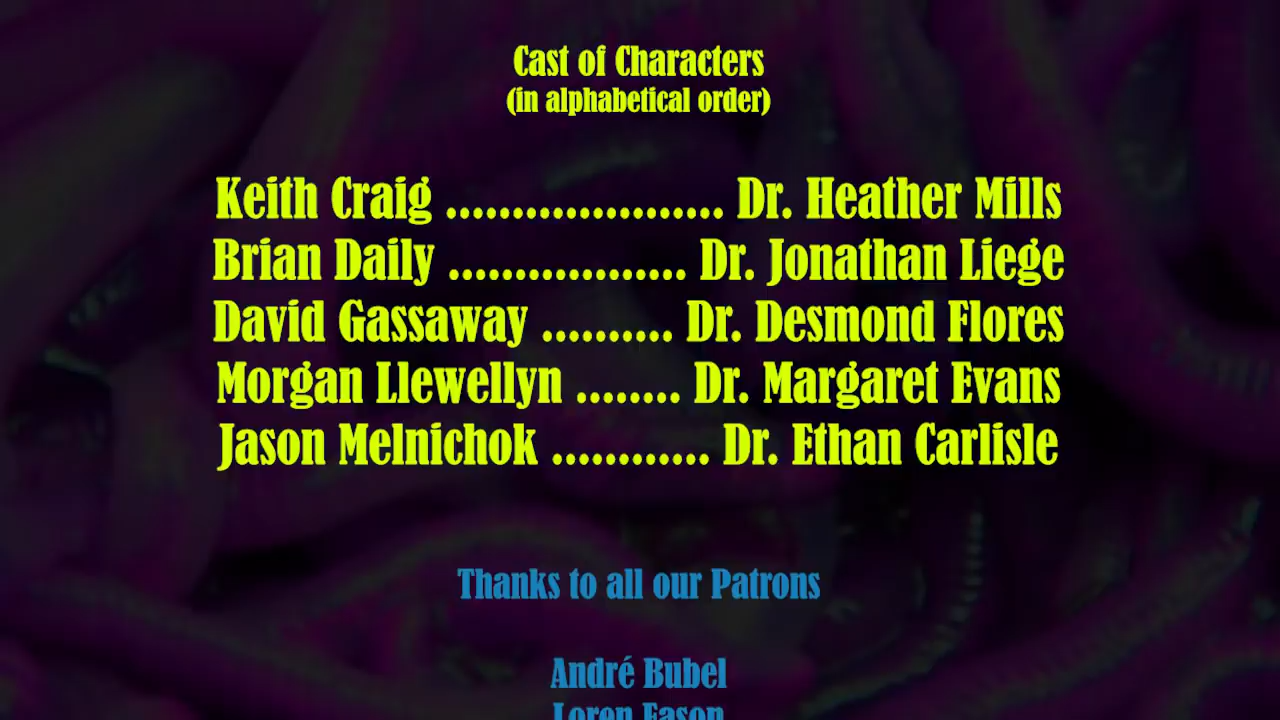 Cast of Characters
(in alphabetical order)
Keith Craig ..................... Dr. Heather Mills
Brian Daily .................. Dr. Jonathan Liege
David Gassaway .......... Dr. Desmond Flores
Morgan Llewellyn ........ Dr. Margaret Evans
Jason Melnichok ............ Dr. Ethan Carlisle
Thanks to all our Patrons
André Bubel
Loren Eason